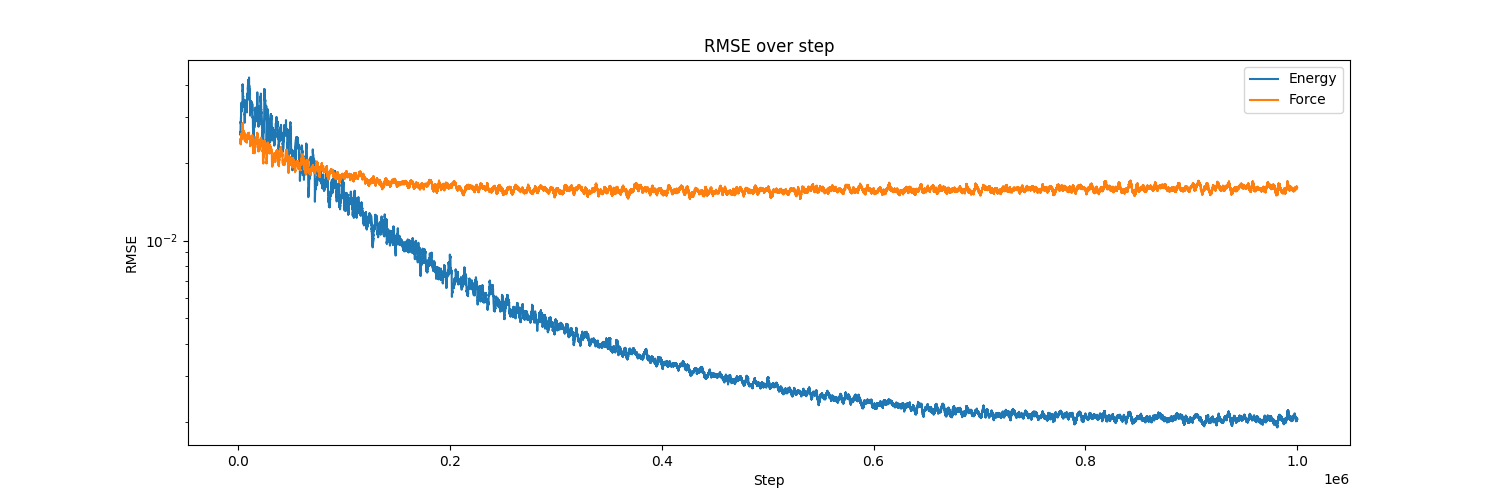 RMSE over step
Energy
Force
RMSE
10⁻²
0.0
0.2
0.4
0.6
0.8
1.0
1e6
Step